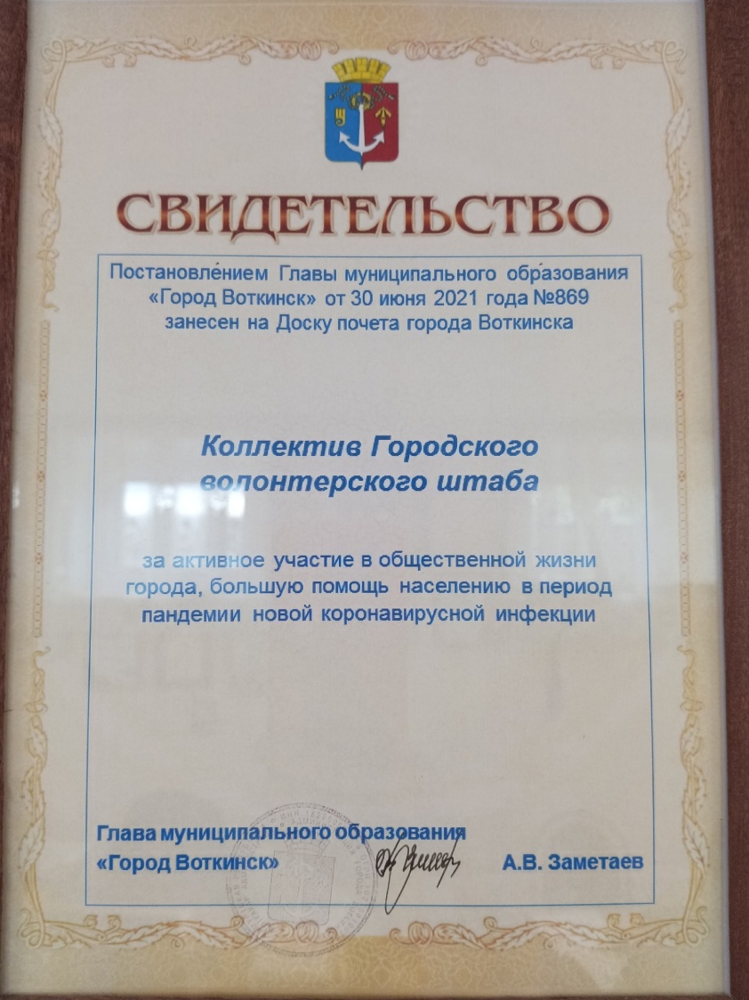 СВИДЕТЕЛЬСТВО
Постановлением Главы муниципального образования
«Город Воткинск» от 30 июня 2021 года №869
занесен на Доску почета города Воткинска
Коллектив Городского
волонтерского штаба
за активное участие в общественной жизни
города, большую помощь населению в период
пандемии новой коронавирусной инфекции
Глава муниципального образования
«Город Воткинск» А.В. Заметаев